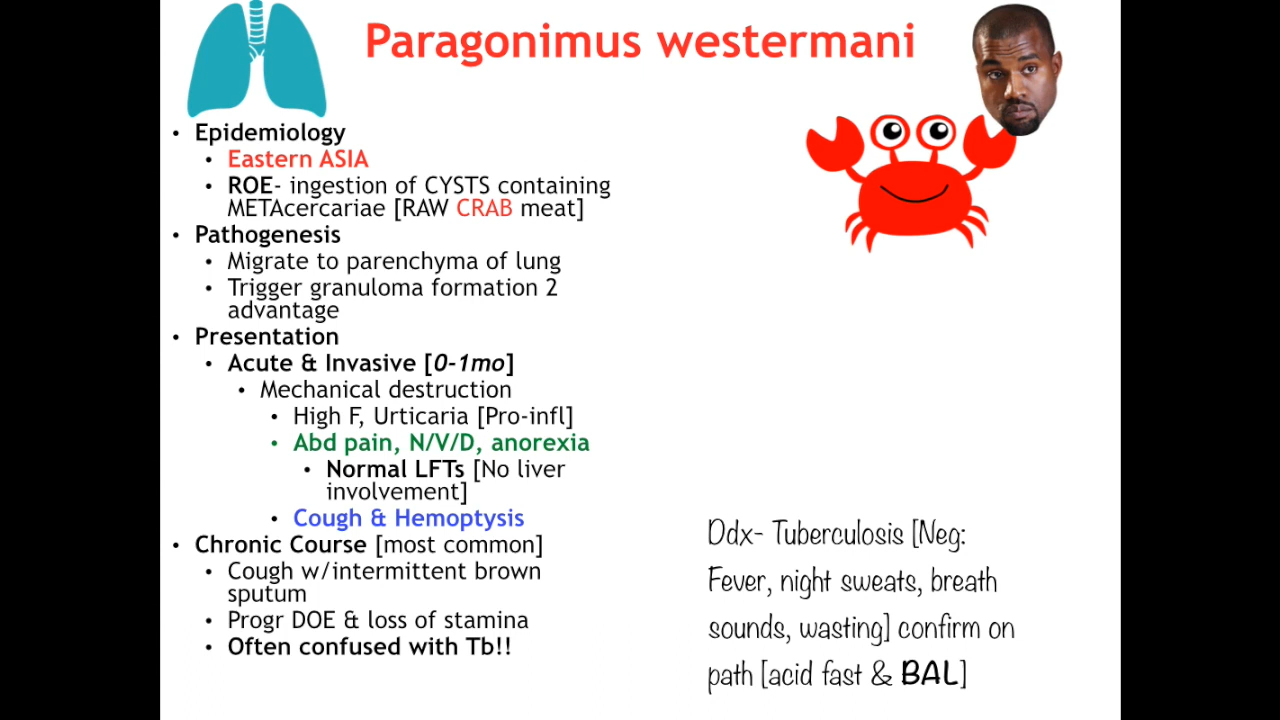 Paragonimus westermani
• Epidemiology
• Eastern ASIA
• ROE- ingestion of CYSTS containing
METAcercariae [RAW CRAB meat]
• Pathogenesis
• Migrate to parenchyma of lung
• Trigger granuloma formation 2
advantage
• Presentation
• Acute & Invasive [0-1mo]
• Mechanical destruction
• High F, Urticaria [Pro-infl]
• Abd pain, N/V/D, anorexia
• Normal LFTs [No liver
involvement]
• Cough & Hemoptysis
• Chronic Course [most common]
• Cough w/intermittent brown
sputum
• Progr DOE & loss of stamina
• Often confused with Tb!!
Ddx- Tuberculosis [Neg:
Fever, night sweats, breath
sounds, wasting] confirm on
path [acid fast & BAL]